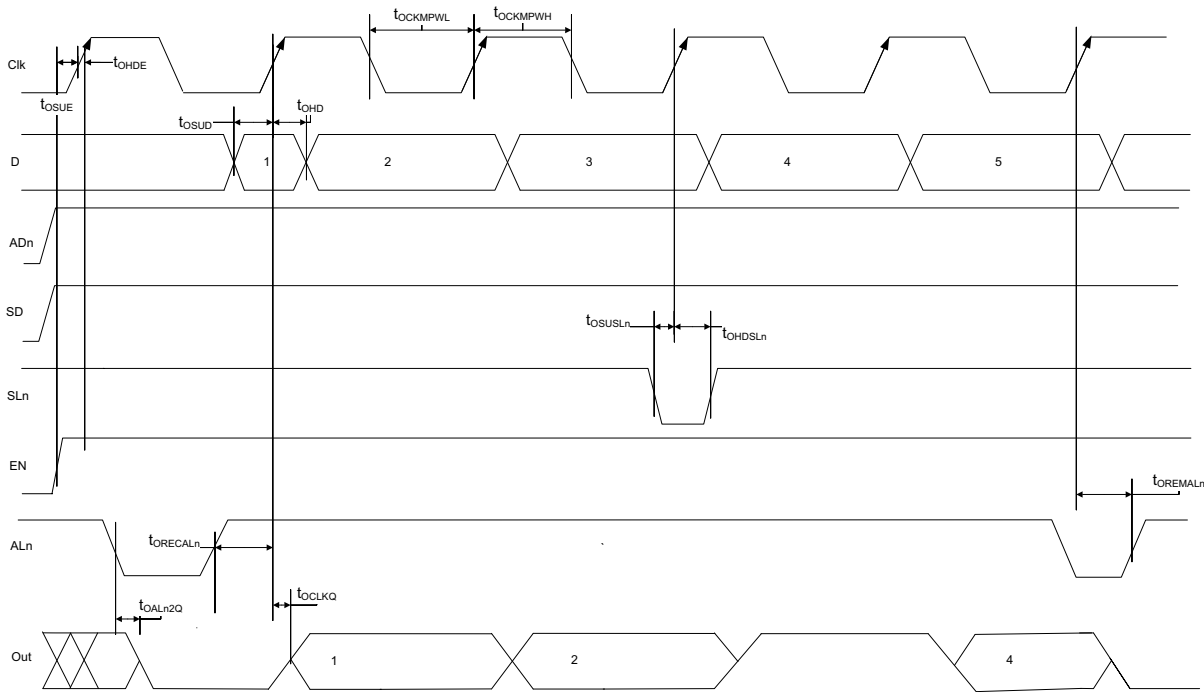 tOCKMPWL
tOCKMPWH
Clk
tOHDE
tOSUE
tOSUD
tOHD
D
1
2
3
4
5
ADn
SD
tOSUSLn
tOHDSLn
SLn
EN
tOREMALn
ALn
tORECALn
tOALn2Q
tOCLKQ
Out
1
2
4